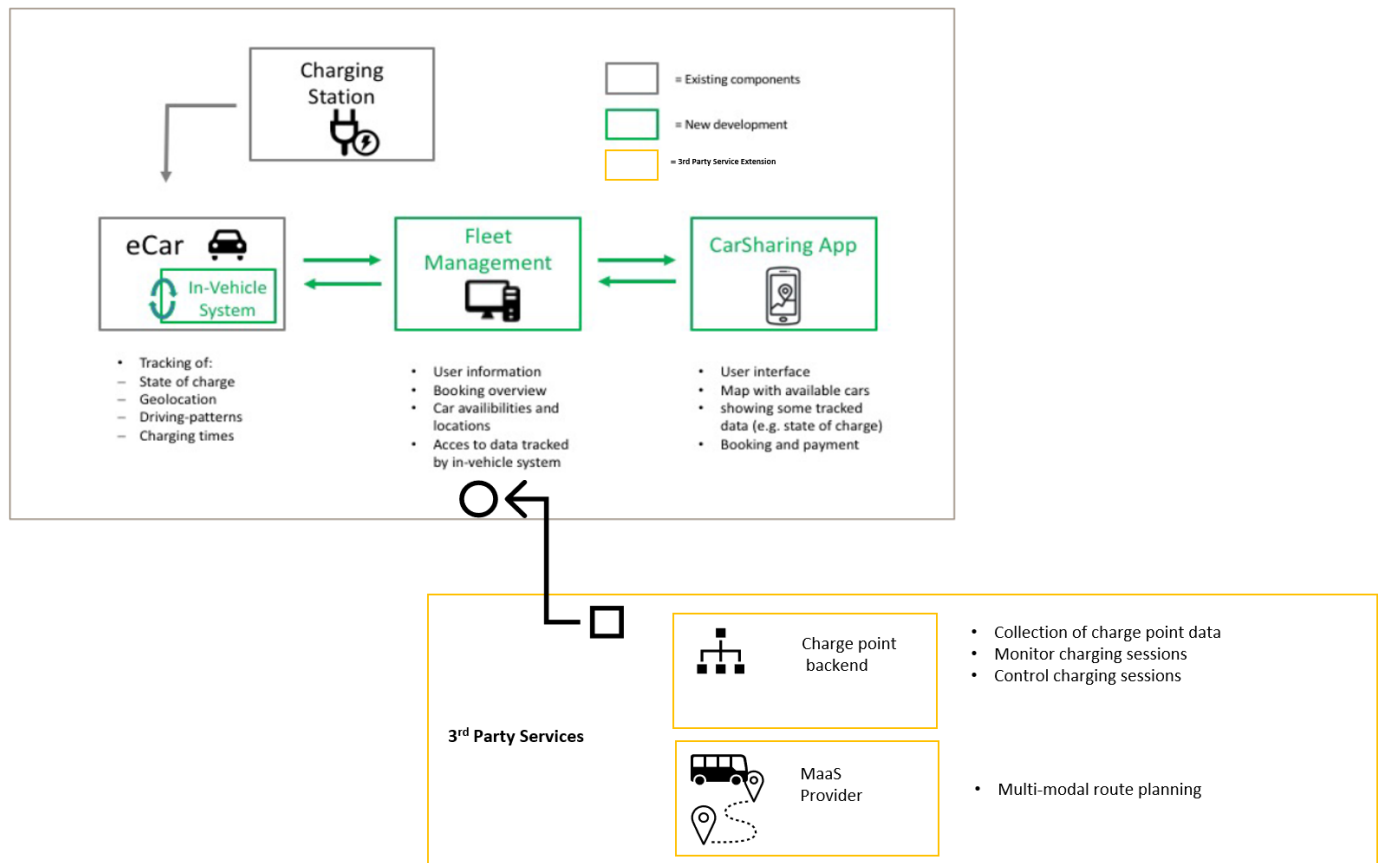 Charging
Station
= Existing components
= New development
= 3rd Party Service Extension
eCar
In-Vehicle
System
Fleet
Management
CarSharing App
• Tracking of:
– State of charge
– Geolocation
– Driving-patterns
– Charging times
• User information
• Booking overview
• Car availibilities and
locations
• Acces to data tracked
by in-vehicle system
• User interface
• Map with available cars
• showing some tracked
data (e.g. state of charge)
• Booking and payment
3rd Party Services
Charge point
backend
• Collection of charge point data
• Monitor charging sessions
• Control charging sessions
MaaS
Provider
• Multi-modal route planning